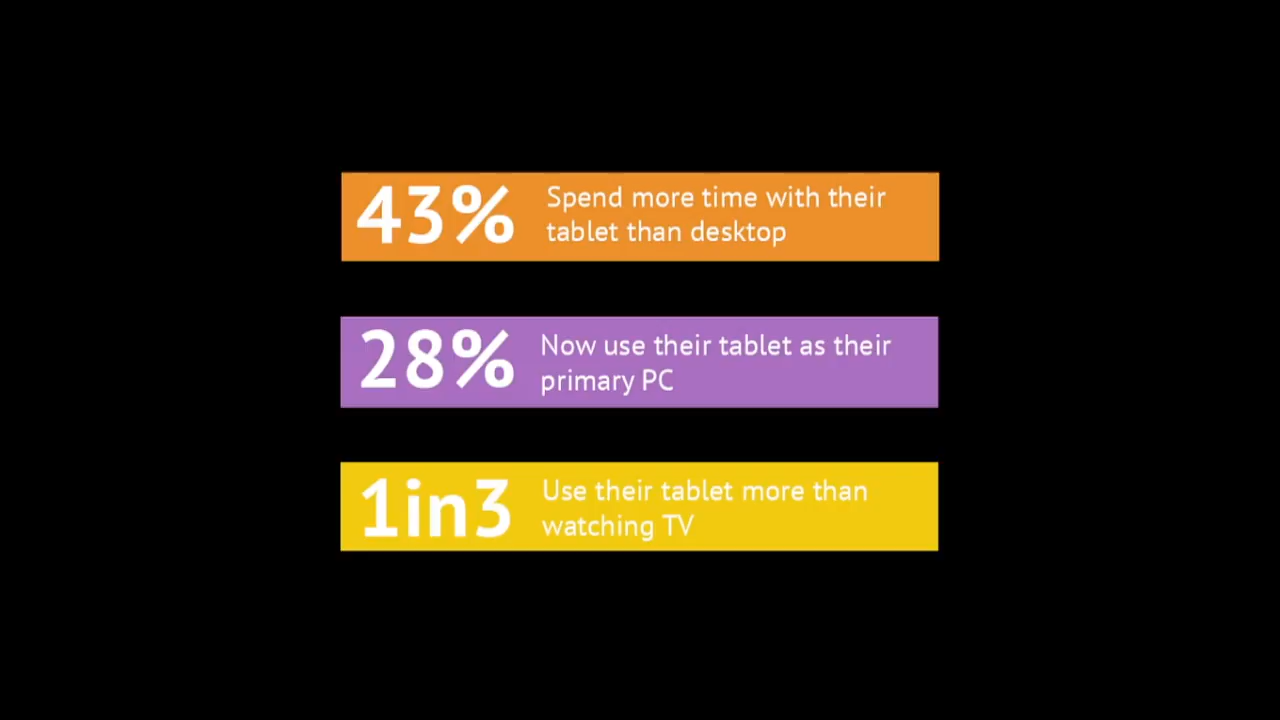 43%
Spend more time with their
tablet than desktop
28%
Now use their tablet as their
primary PC
1in3
Use their tablet more than
watching TV